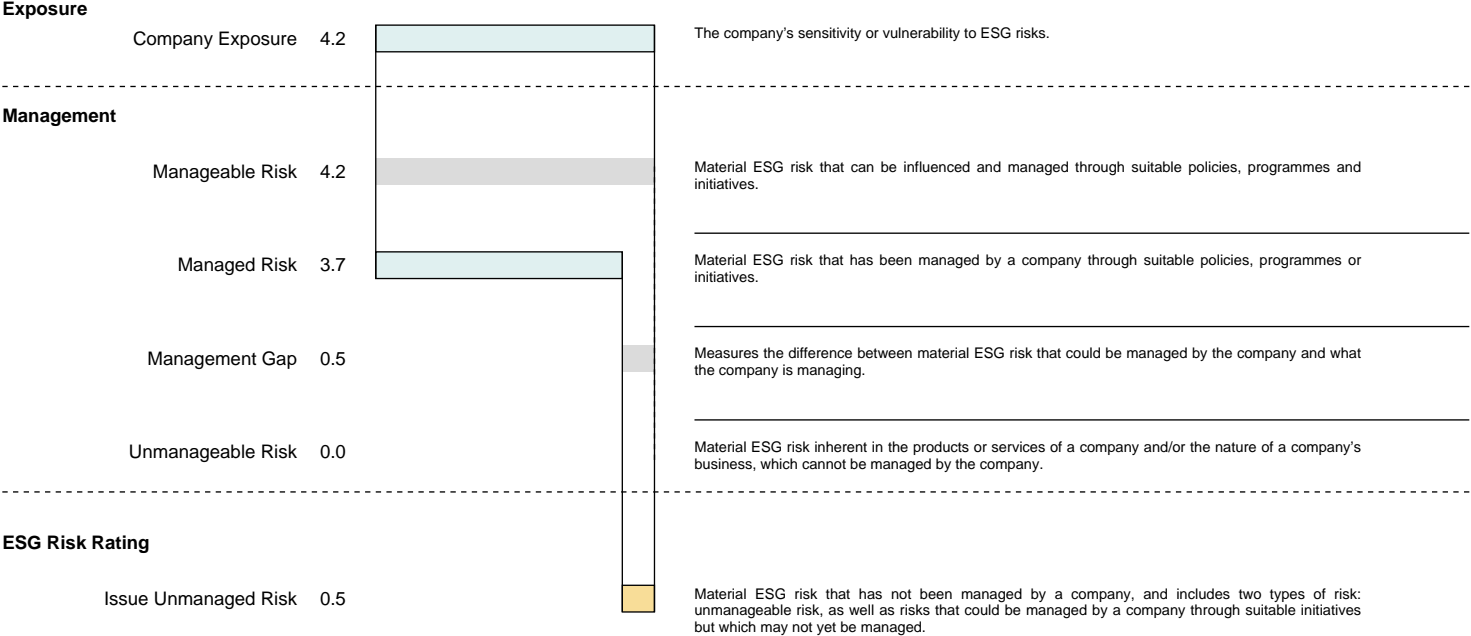 Exposure
Company Exposure 4.2
The company’s sensitivity or vulnerability to ESG risks.
Management
Manageable Risk 4.2
Material ESG risk that can be influenced and managed through suitable policies, programmes and
initiatives.
Managed Risk 3.7
Material ESG risk that has been managed by a company through suitable policies, programmes or
initiatives.
Management Gap 0.5
Measures the difference between material ESG risk that could be managed by the company and what
the company is managing.
Unmanageable Risk 0.0
Material ESG risk inherent in the products or services of a company and/or the nature of a company’s
business, which cannot be managed by the company.
ESG Risk Rating
Issue Unmanaged Risk 0.5
Material ESG risk that has not been managed by a company, and includes two types of risk:
unmanageable risk, as well as risks that could be managed by a company through suitable initiatives
but which may not yet be managed.